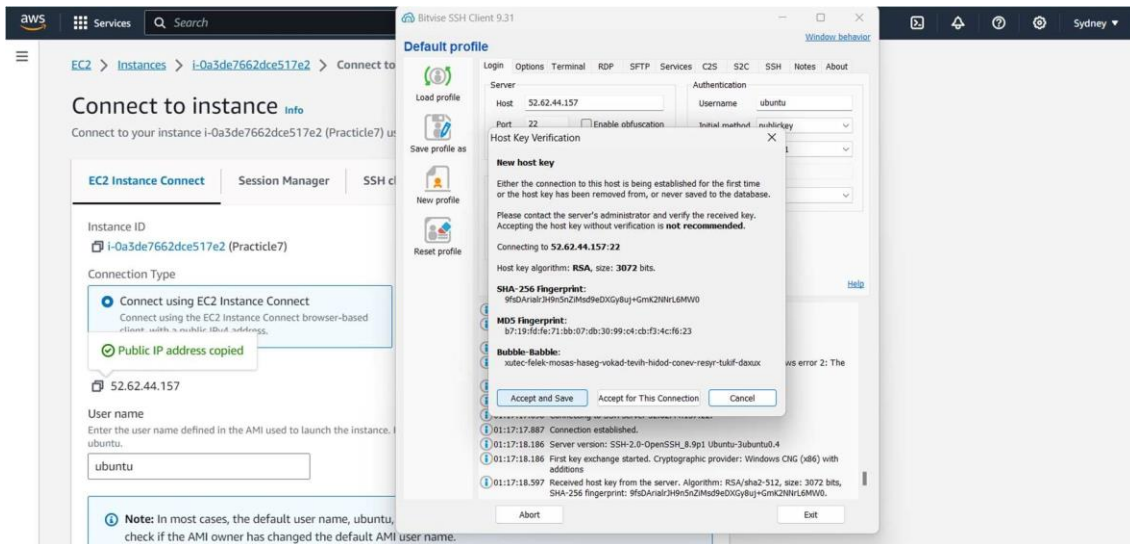 aws
Services
Search
Sydney
EC2 > Instances > i-0a3de7662dce517e2 > Connect to
Connect to instance Info
Connect to your instance i-0a3de7662dce517e2 (Practicle7)
EC2 Instance Connect
Session Manager
SSH cl
Instance ID
i-0a3de7662dce517e2 (Practicle7)
Connection Type
Connect using EC2 Instance Connect
Connect using the EC2 Instance Connect browser-based
client, with a public IPv4 address.
Public IP address copied
52.62.44.157
User name
Enter the user name defined in the AMI used to launch the instance.
ubuntu.
ubuntu
Note: In most cases, the default user name, ubuntu,
check if the AMI owner has changed the default AMI user name.
Bitvise SSH Client 9.31
Window behavior
Default profile
Load profile
Save profile as
New profile
Reset profile
Login Options Terminal RDP SFTP Services C2S S2C SSH Notes About
Server
Host 52.62.44.157
Port 22 Enable obfuscation
Authentication
Username ubuntu
Initial method publickey
1
Help
Host Key Verification
New host key
Either the connection to this host is being established for the first time
or the host key has been removed from, or never saved to the database.
Please contact the server's administrator and verify the received key.
Accepting the host key without verification is not recommended.
Connecting to 52.62.44.157:22
Host key algorithm: RSA, size: 3072 bits.
SHA-256 Fingerprint:
9fsDArialrJH9n5nZiMsd9eDXGy8uj+GmK2NNrL6MW0
MD5 Fingerprint:
b7:19:fd:fe:71:bb:07:db:30:99:c4:cb:f3:4c:f6:23
Bubble-Babble:
xutec-felek-mosas-haseg-vokad-tevih-hidod-conev-resyr-tukif-daxux
Accept and Save
Accept for This Connection
Cancel
ws error 2: The
01:17:17.887 Connection established.
01:17:18.186 Server version: SSH-2.0-OpenSSH_8.9p1 Ubuntu-3ubuntu0.4
01:17:18.186 First key exchange started. Cryptographic provider: Windows CNG (x86) with
additions
01:17:18.597 Received host key from the server. Algorithm: RSA/sha2-512, size: 3072 bits,
SHA-256 fingerprint: 9fsDArialrJH9n5nZiMsd9eDXGy8uj+GmK2NNrL6MW0.
Abort
Exit